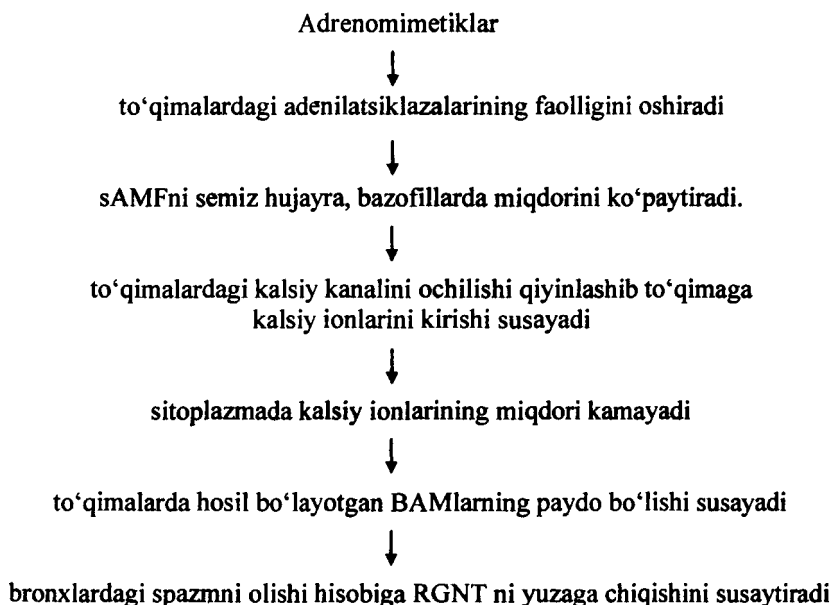 Adrenomimetiklar
to‘qimalardagi adenilatsiklazalarining faolligini oshiradi
sAMFni semiz hujayra, bazofillarda miqdorini ko‘paytiradi.
to‘qimalardagi kalsiy kanalini ochilishi qiyinlashib to‘qimaga
kalsiy ionlarini kirishi susayadi
sitoplazmada kalsiy ionlarining miqdori kamayadi
to‘qimalarda hosil bo‘layotgan BAMlarning paydo bo‘lishi susayadi
bronxlardagi spazmni olishi hisobiga RGNT ni yuzaga chiqishini susaytiradi